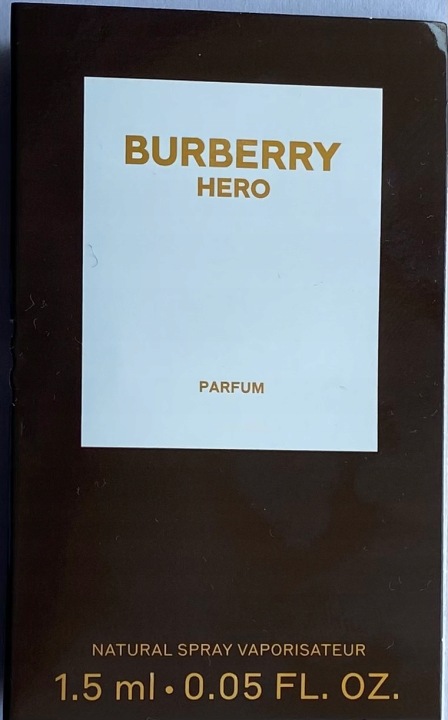 BURBERRY
HERO
PARFUM
NATURAL SPRAY VAPORISATEUR
1.5 ml • 0.05 FL. OZ.